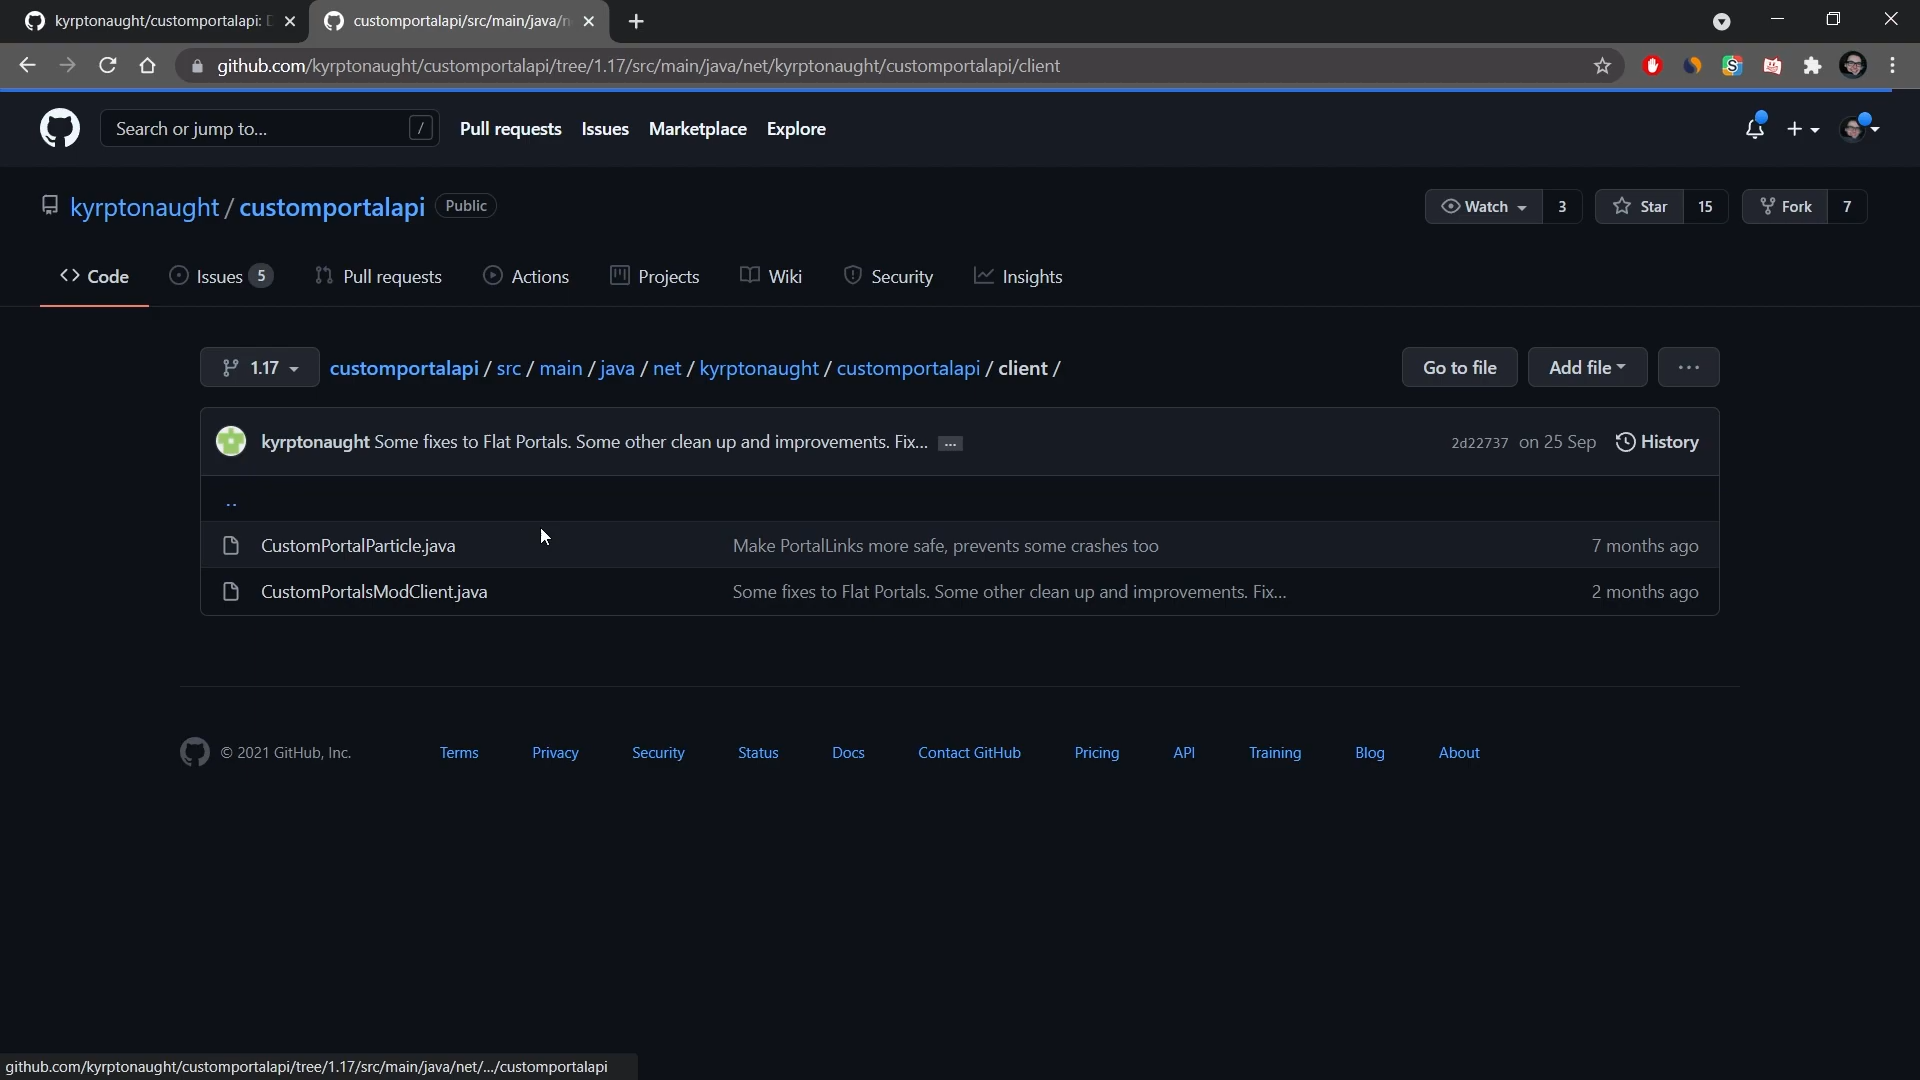 kyrptonaught/customportalapi:
customportalapi/src/main/java/n
github.com/kyrptonaught/customportalapi/tree/1.17/src/main/java/net/kyrptonaught/customportalapi/client
Search or jump to... /
Pull requests Issues Marketplace Explore
kyrptonaught / customportalapi Public
Watch 3 Star 15 Fork 7
Code Issues 5 Pull requests Actions Projects Wiki Security Insights
1.17 customportalapi / src / main / java / net / kyrptonaught / customportalapi / client /
Go to file Add file ...
kyrptonaught Some fixes to Flat Portals. Some other clean up and improvements. Fix... ... 2d22737 on 25 Sep History
..
CustomPortalParticle.java Make PortalLinks more safe, prevents some crashes too 7 months ago
CustomPortalsModClient.java Some fixes to Flat Portals. Some other clean up and improvements. Fix... 2 months ago
© 2021 GitHub, Inc. Terms Privacy Security Status Docs Contact GitHub Pricing API Training Blog About
github.com/kyrptonaught/customportalapi/tree/1.17/src/main/java/net/.../customportalapi